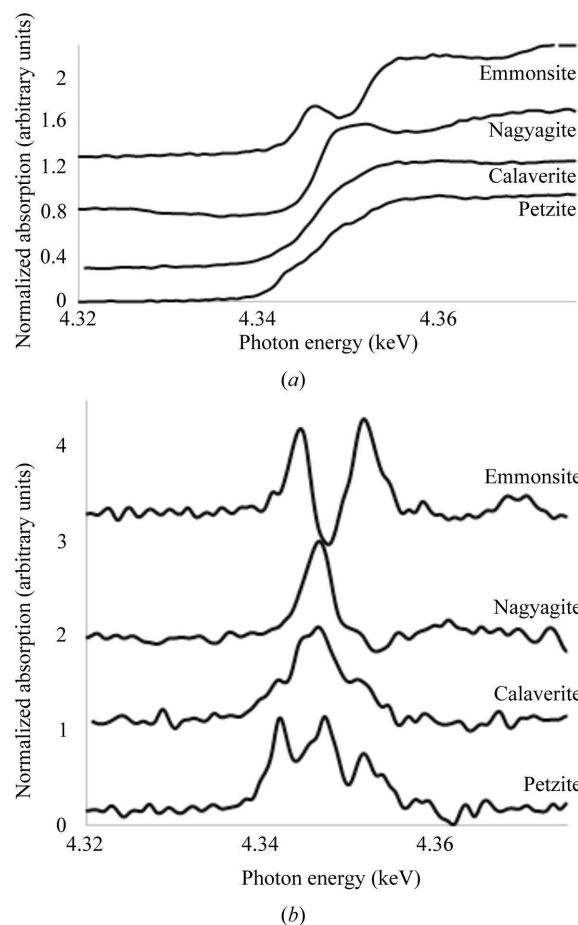 Normalized absorption (arbitrary units)
2
1.6
1.2
0.8
0.4
0
Emmonsite
Nagyagite
Calaverite
Petzite
4.32
4.34
4.36
Photon energy (keV)
(a)
Normalized absorption (arbitrary units)
4
3
2
1
0
Emmonsite
Nagyagite
Calaverite
Petzite
4.32
4.34
4.36
Photon energy (keV)
(b)